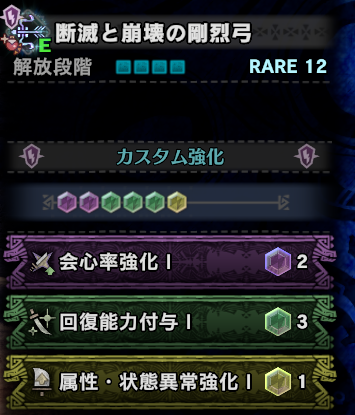 E 断滅と崩壊の剛烈弓
解放段階 RARE 12
カスタム強化
会心率強化Ⅰ 2
回復能力付与Ⅰ 3
属性・状態異常強化Ⅰ 1